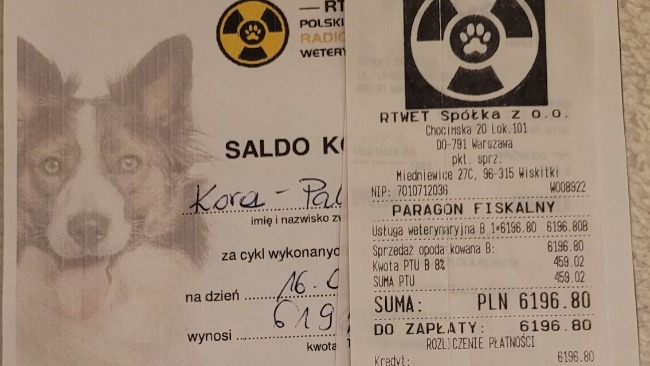 — RT
POLSKI
RADIO
WETERY
SALDO K
Kora - Pal
imię i nazwisko
za cykl wykonanych
16.0
na dzień
619
wynosi
kwota
RTWET Spółka z o.o.
Chocimska 20 Lok.101
00-791 Warszawa
pkt. sprz.
Miedniewice 27C, 96-315 Wiskitki
NIP: 7010712036 W008922
PARAGON FISKALNY
Usługa weterynaryjna B 1*6196.80 6196.80B
Sprzedaż opodatkowana B: 6196.80
Kwota PTU B 8% 459.02
SUMA PTU 459.02
SUMA: PLN 6196.80
DO ZAPŁATY: 6196.80
ROZLICZENIE PŁATNOŚCI
Kredyt: 6196.80